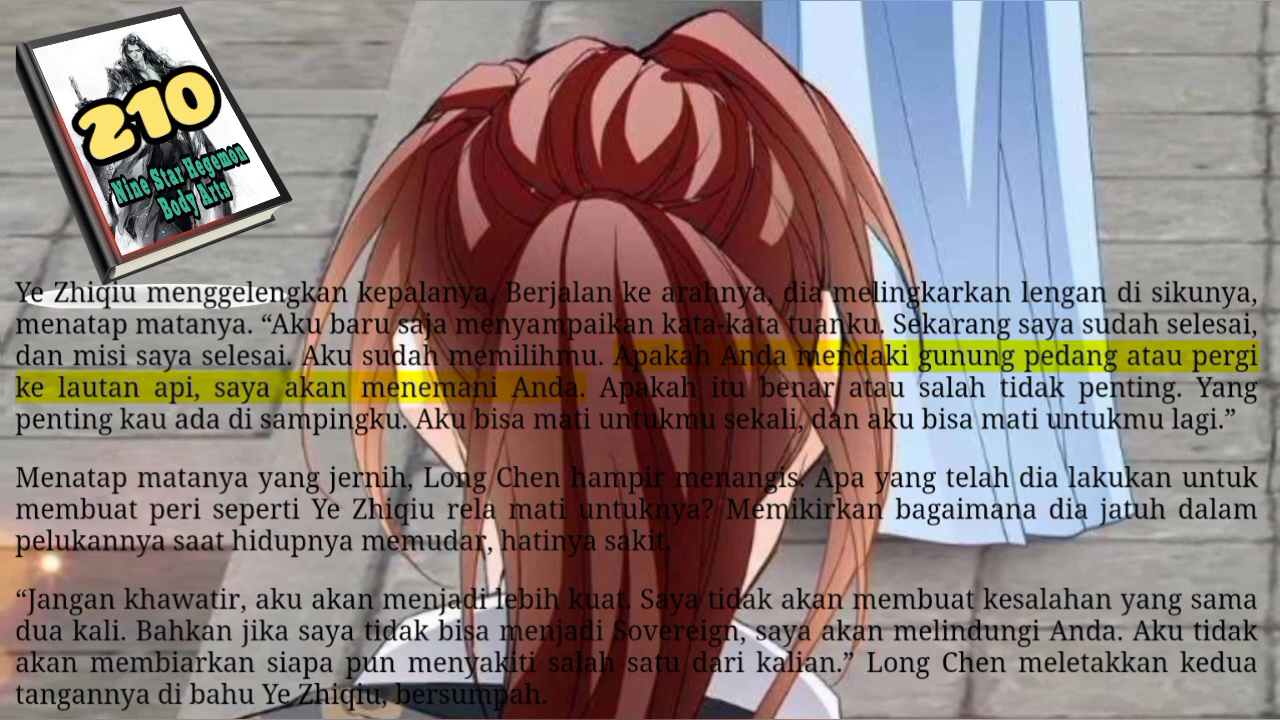 210
Nine Star Hegemon
Body Arts
Ye Zhiqiu menggelengkan kepalanya. Berjalan ke arahnya, dia melingkarkan lengan di sikunya,
menatap matanya. “Aku baru saja menyampaikan kata-kata tuanku. Sekarang saya sudah selesai,
dan misi saya selesai. Aku sudah memilihmu. Apakah Anda mendaki gunung pedang atau pergi
ke lautan api, saya akan menemani Anda. Apakah itu benar atau salah tidak penting. Yang
penting kau ada di sampingku. Aku bisa mati untukmu sekali, dan aku bisa mati untukmu lagi.”
Menatap matanya yang jernih, Long Chen hampir menangis. Apa yang telah dia lakukan untuk
membuat peri seperti Ye Zhiqiu rela mati untuknya? Memikirkan bagaimana dia jatuh dalam
pelukannya saat hidupnya memudar, hatinya sakit.
“Jangan khawatir, aku akan menjadi lebih kuat. Saya tidak akan membuat kesalahan yang sama
dua kali. Bahkan jika saya tidak bisa menjadi Sovereign, saya akan melindungi Anda. Aku tidak
akan membiarkan siapa pun menyakiti salah satu dari kalian.” Long Chen meletakkan kedua
tangannya di bahu Ye Zhiqiu, bersumpah.